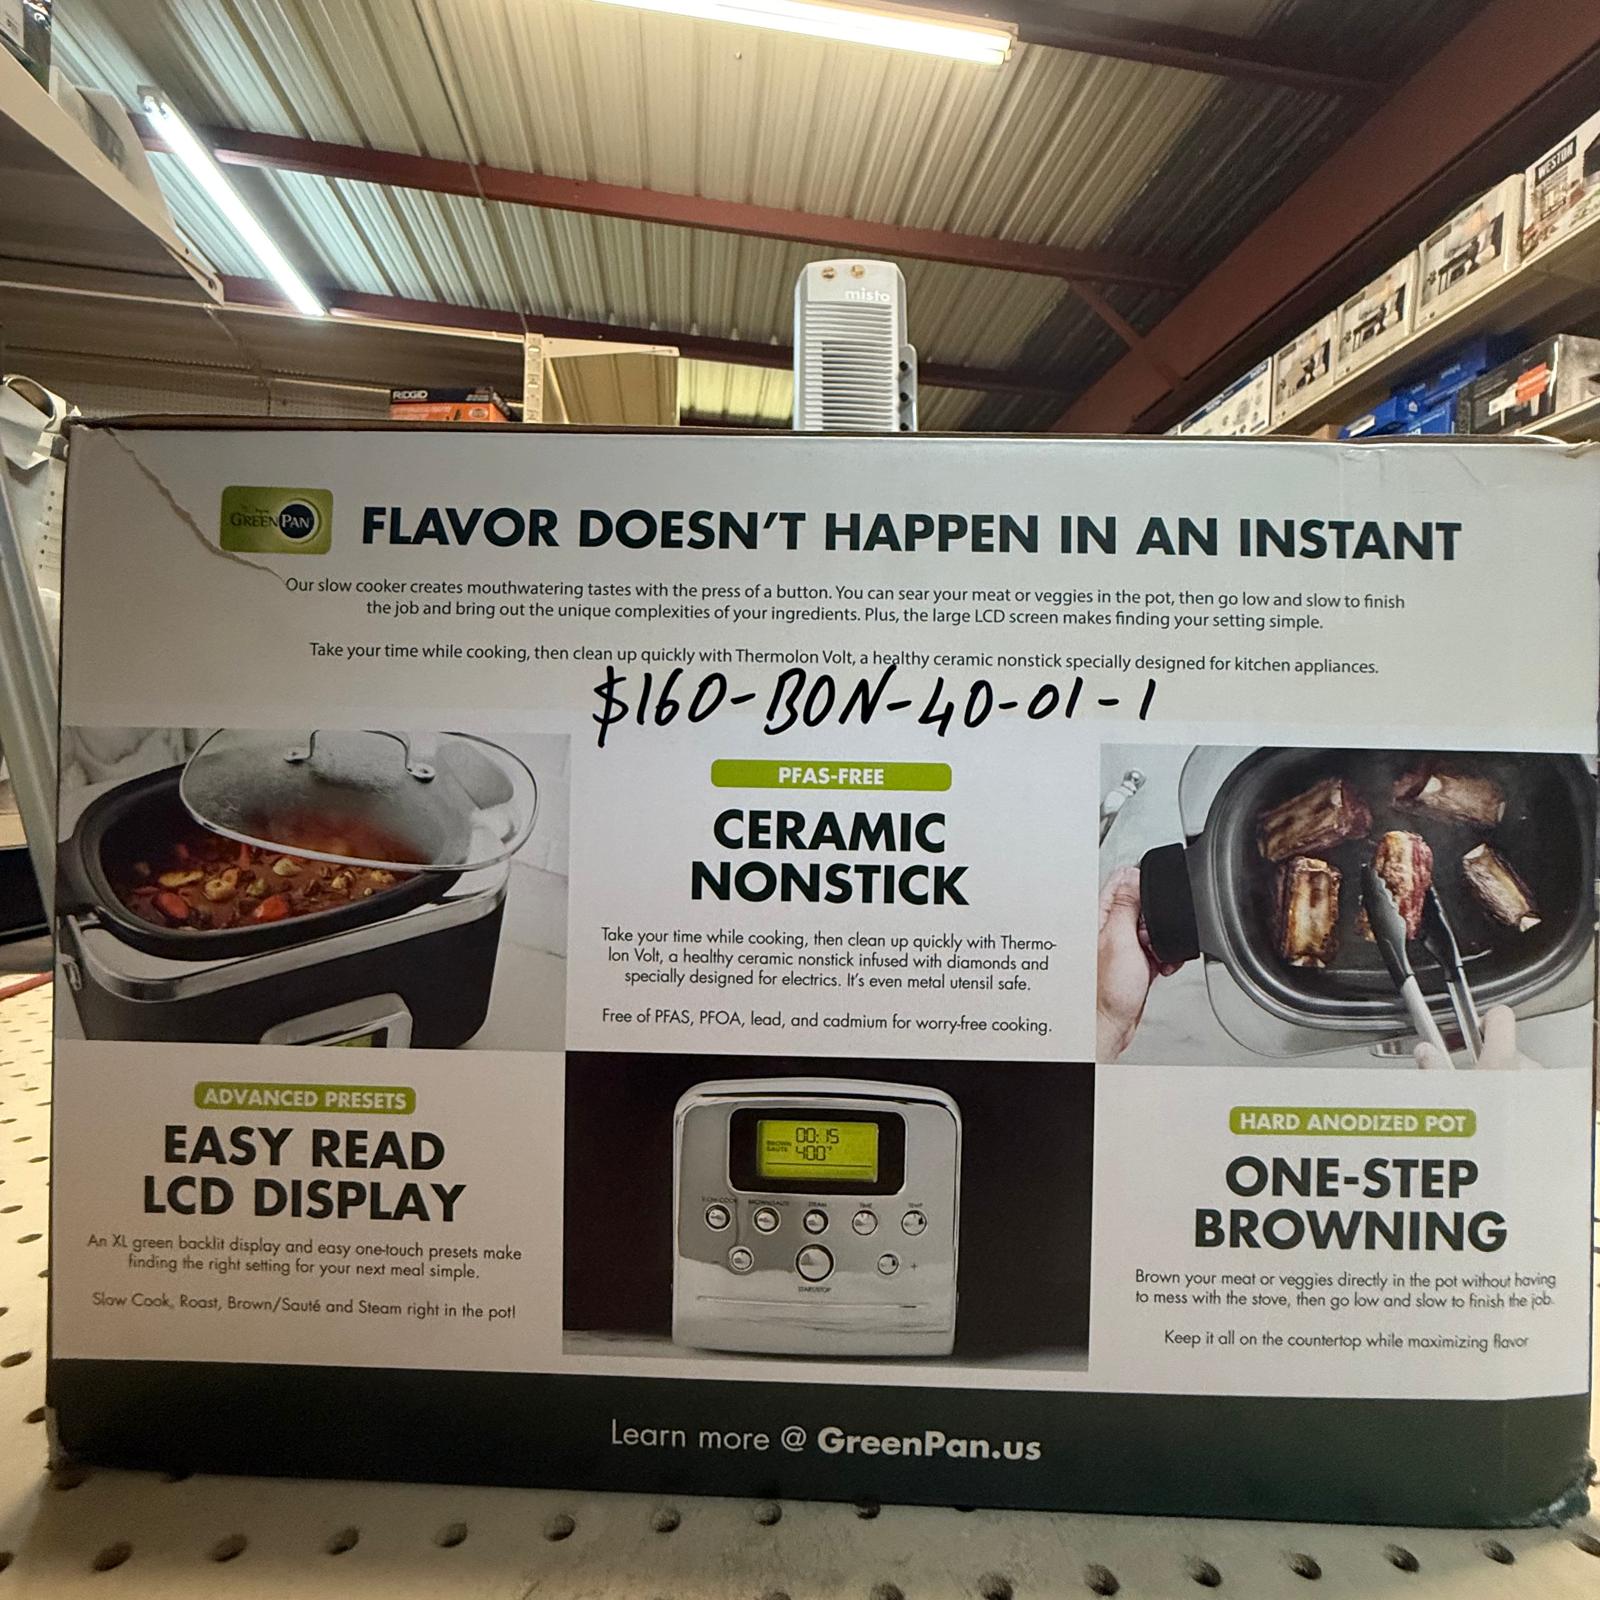 misto
WESTON
RIDGID
GREENPAN
FLAVOR DOESN'T HAPPEN IN AN INSTANT
Our slow cooker creates mouthwatering tastes with the press of a button. You can sear your meat or veggies in the pot, then go low and slow to finish
the job and bring out the unique complexities of your ingredients. Plus, the large LCD screen makes finding your setting simple.
Take your time while cooking, then clean up quickly with Thermolon Volt, a healthy ceramic nonstick specially designed for kitchen appliances.
$160-BON-40-01-1
PFAS-FREE
CERAMIC
NONSTICK
Take your time while cooking, then clean up quickly with Thermo-
lon Volt, a healthy ceramic nonstick infused with diamonds and
specially designed for electrics. It's even metal utensil safe.
Free of PFAS, PFOA, lead, and cadmium for worry-free cooking.
ADVANCED PRESETS
EASY READ
LCD DISPLAY
An XL green backlit display and easy one-touch presets make
finding the right setting for your next meal simple.
Slow Cook, Roast, Brown/Sauté and Steam right in the pot!
BROWN
SAUTE
00:15
400°
SLOW COOK
BROWN/SAUTE
STEAM
TIME
TEMP
+
START/STOP
HARD ANODIZED POT
ONE-STEP
BROWNING
Brown your meat or veggies directly in the pot without having
to mess with the stove, then go low and slow to finish the job.
Keep it all on the countertop while maximizing flavor
Learn more @ GreenPan.us